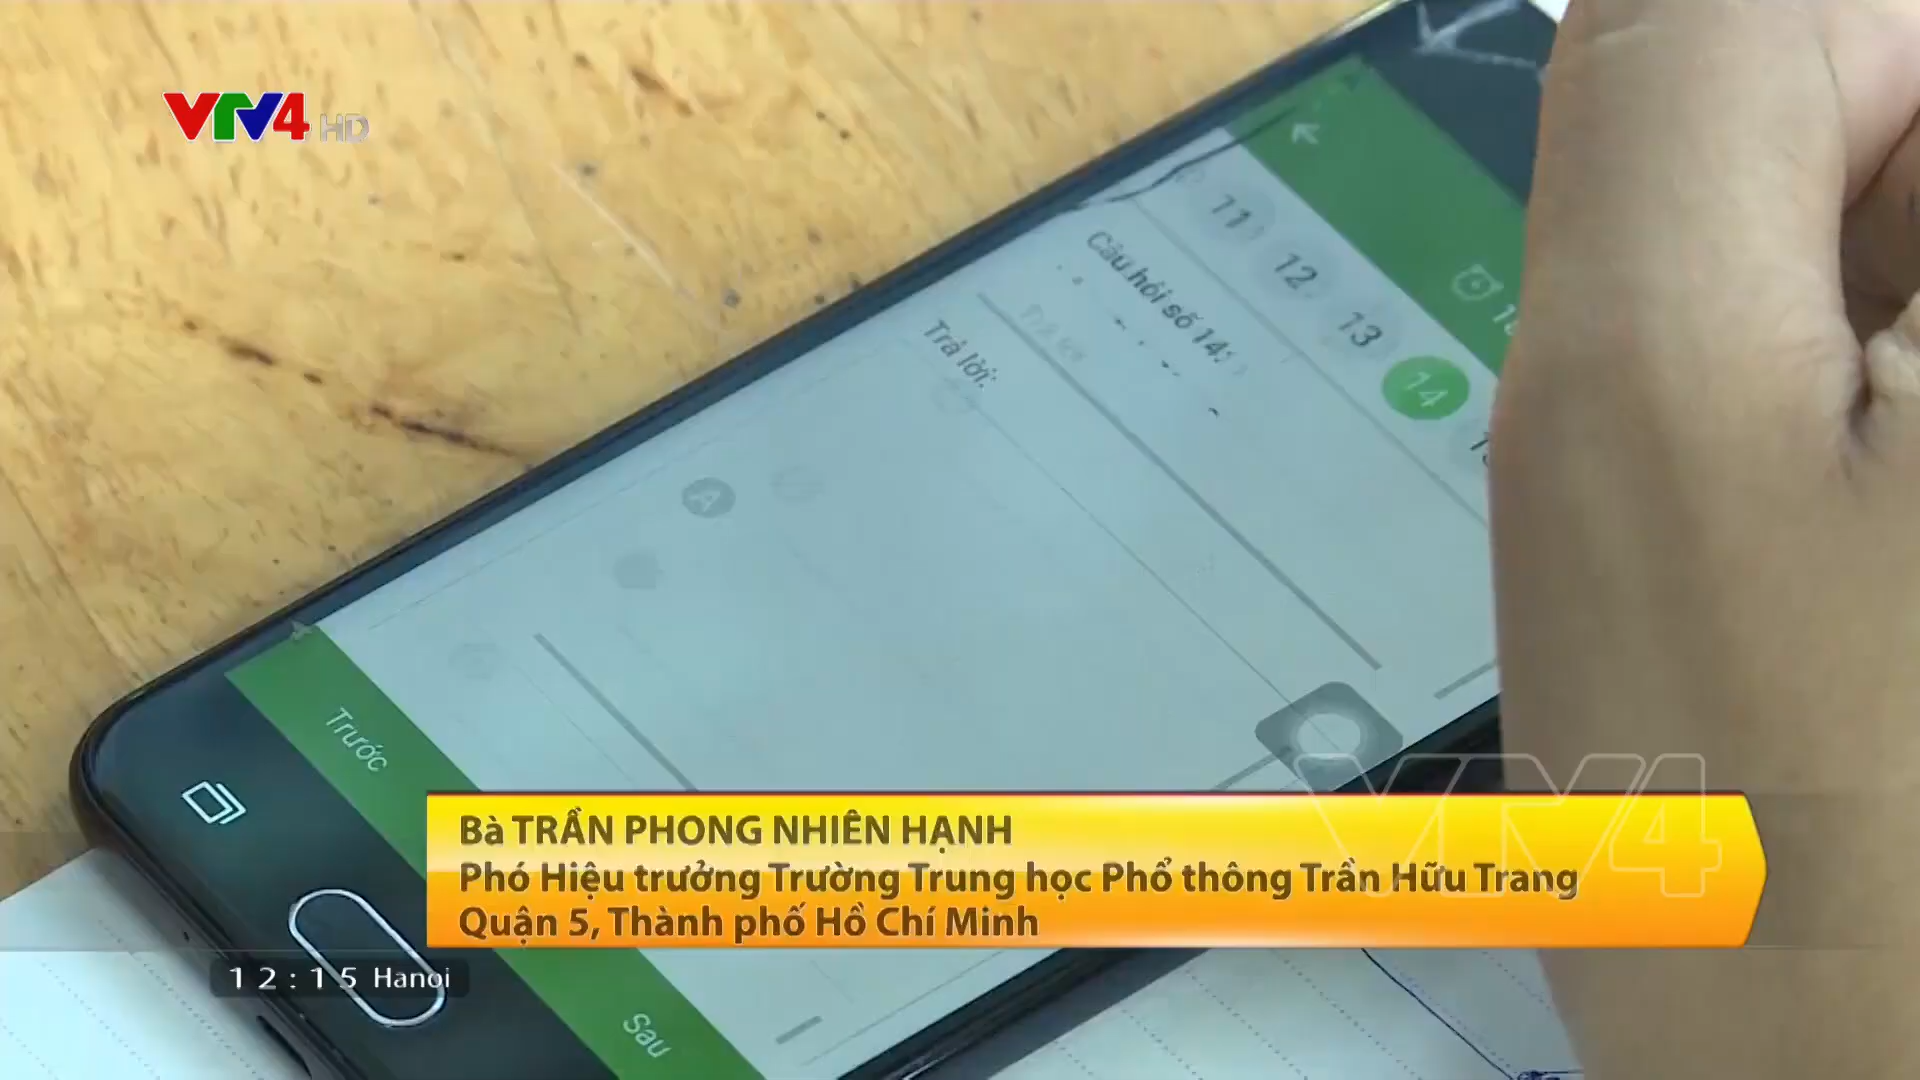 VTV4 HD
11
12
13
14
Câu hỏi số 14:
Trả lời:
A
Trước
Sau
VTV4
Bà TRẦN PHONG NHIÊN HẠNH
Phó Hiệu trưởng Trường Trung học Phổ thông Trần Hữu Trang
Quận 5, Thành phố Hồ Chí Minh
12:15 Hanoi